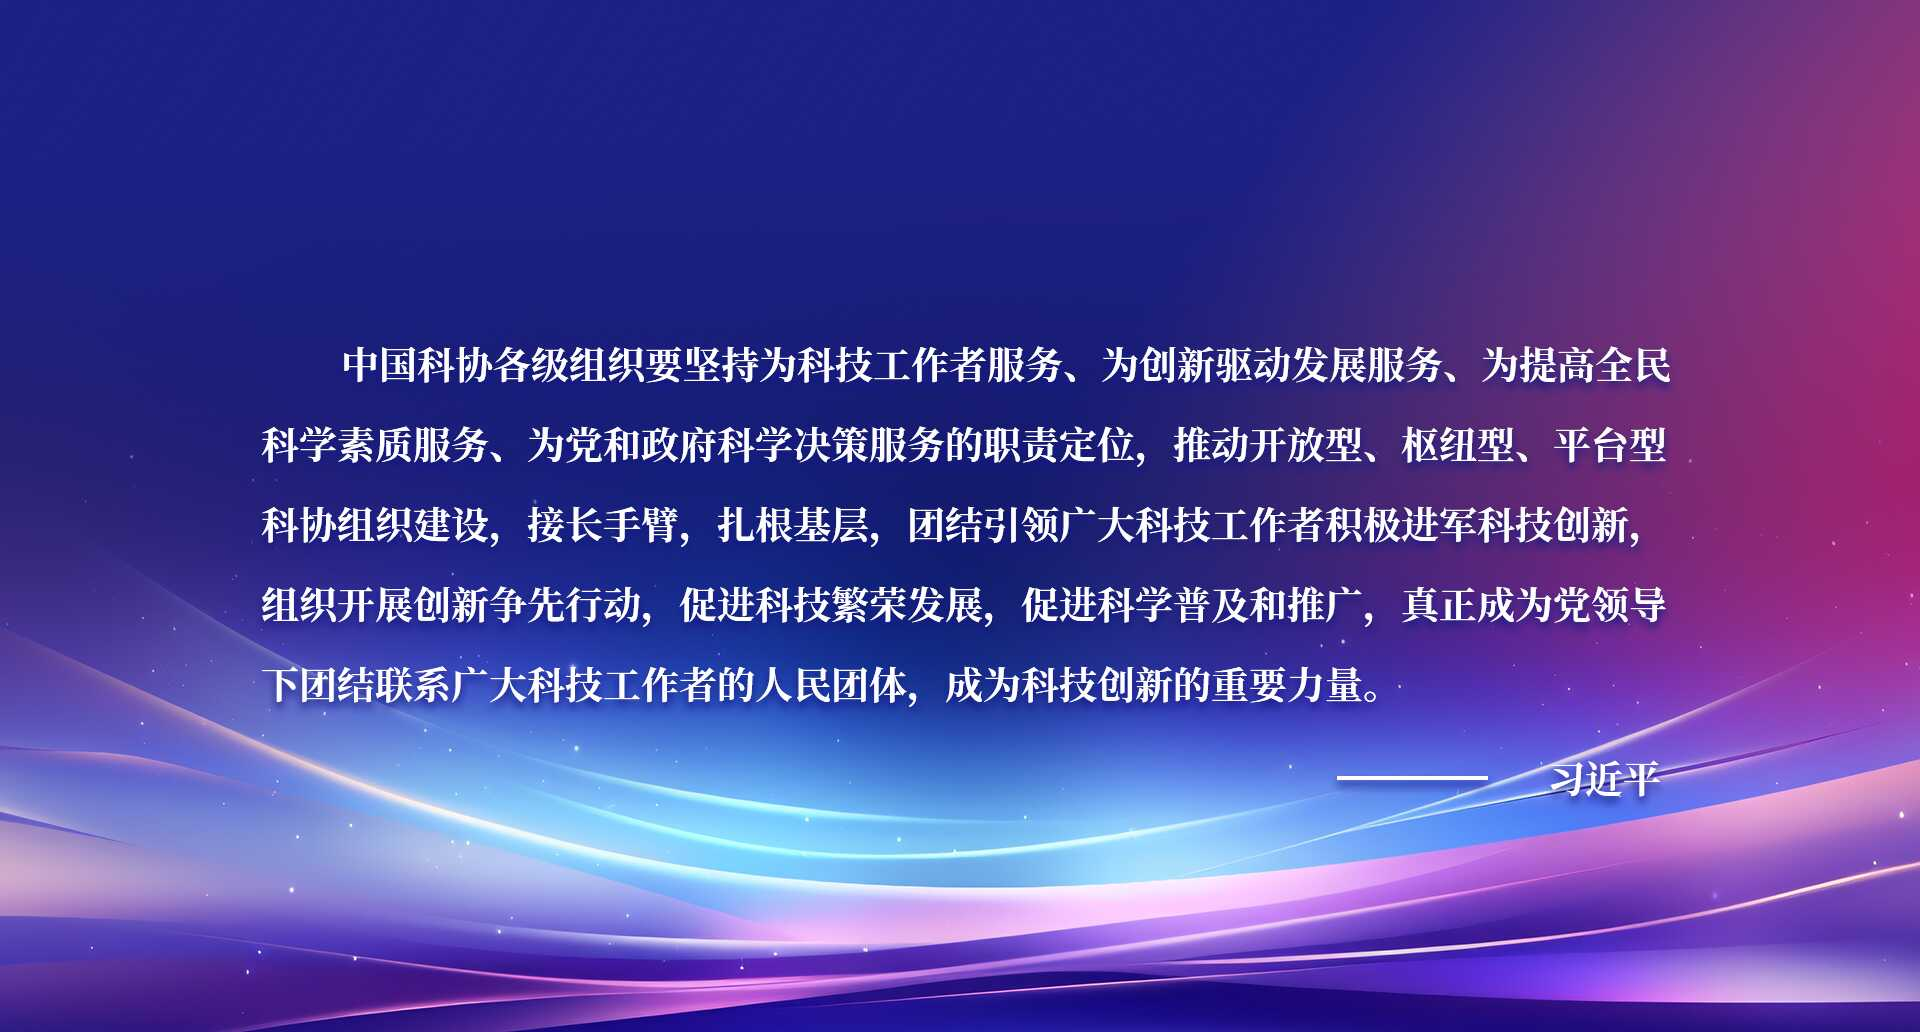 中国科协各级组织要坚持为科技工作者服务、为创新驱动发展服务、为提高全民
科学素质服务、为党和政府科学决策服务的职责定位，推动开放型、枢纽型、平台型
科协组织建设，接长手臂，扎根基层，团结引领广大科技工作者积极进军科技创新，
组织开展创新争先行动，促进科技繁荣发展，促进科学普及和推广，真正成为党领导
下团结联系广大科技工作者的人民团体，成为科技创新的重要力量。
——— 习近平